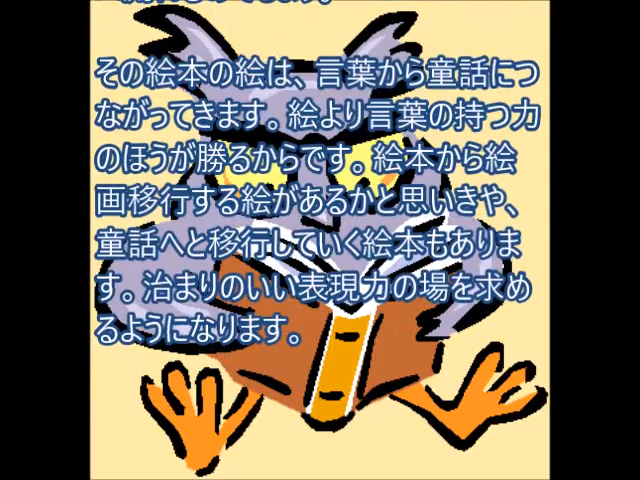 その絵本の絵は、言葉から童話につ
ながってきます。絵より言葉の持つ力
のほうが勝るからです。絵本から絵
画移行する絵があるかと思いきや、
童話へと移行していく絵本もありま
す。治まりのいい表現力の場を求め
るようになります。